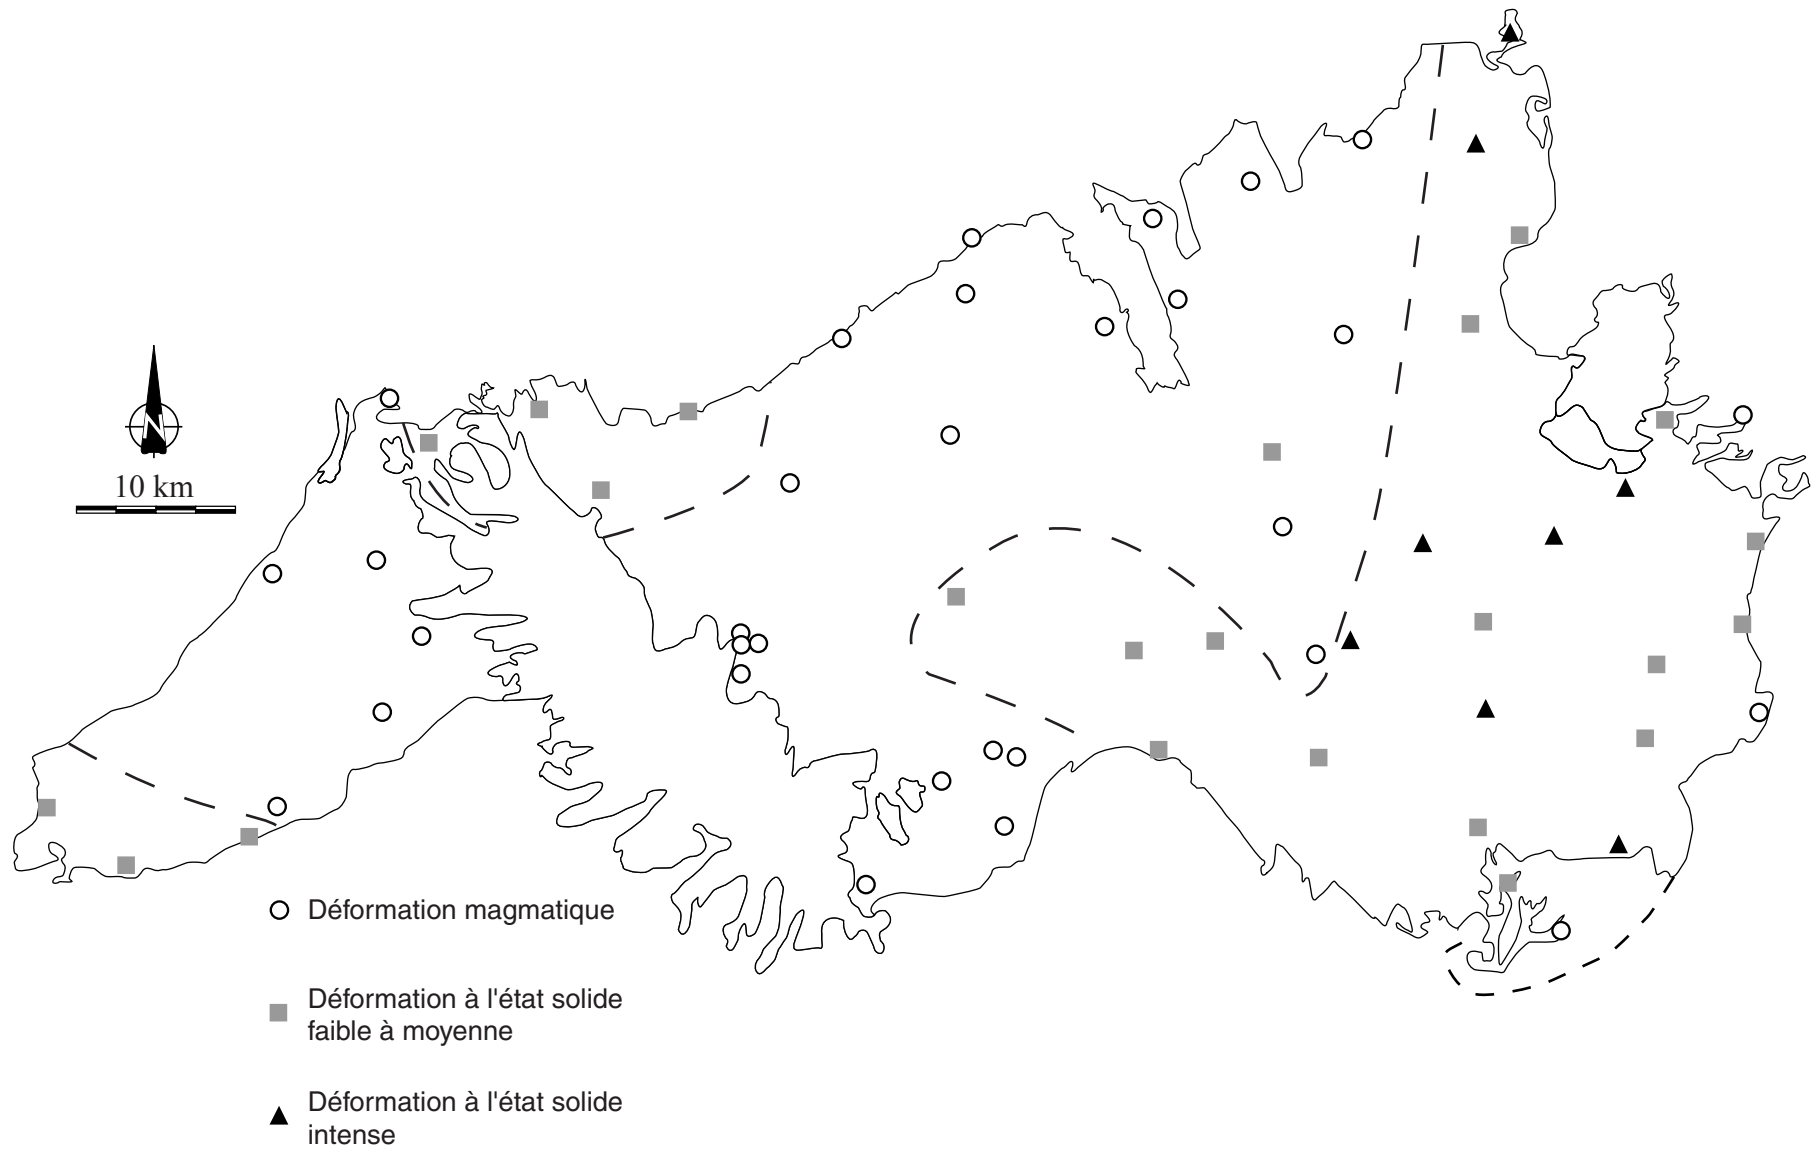 N
10 km
Déformation magmatique
Déformation à l'état solide
faible à moyenne
Déformation à l'état solide
intense